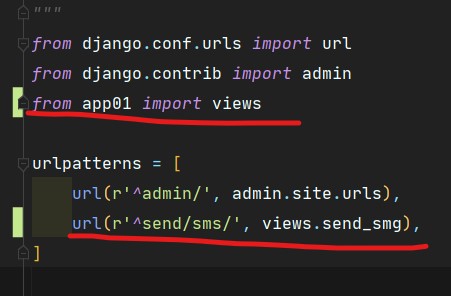 """
from django.conf.urls import url
from django.contrib import admin
from app01 import views
urlpatterns = [
url(r'^admin/', admin.site.urls),
url(r'^send/sms/', views.send_smg),
]